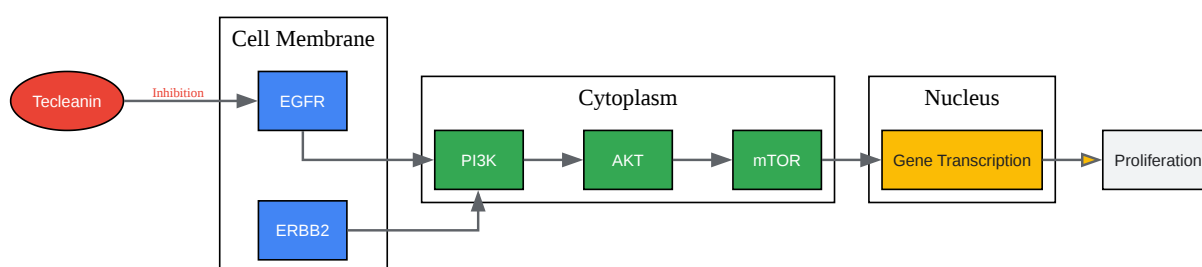 Cell Membrane
Tecleanin
Inhibition
EGFR
ERBB2
Cytoplasm
PI3K
AKT
mTOR
Nucleus
Gene Transcription
Proliferation